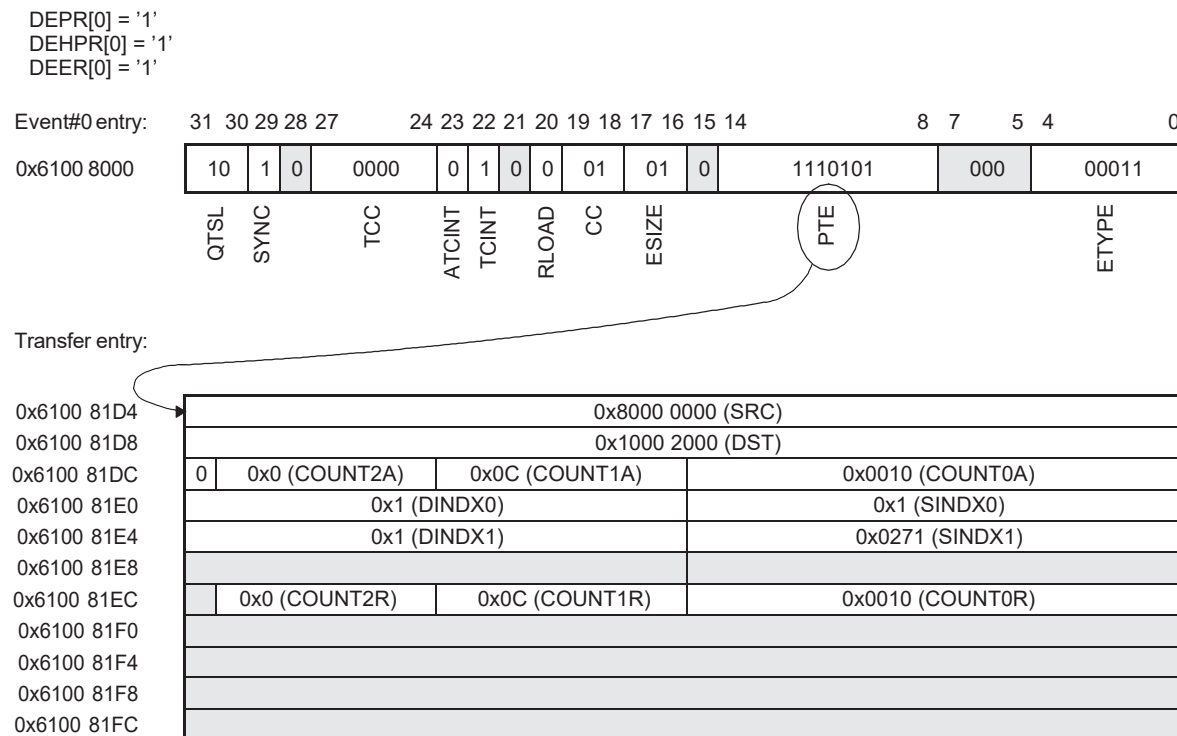 DEPR[0] = '1'
DEHPR[0] = '1'
DEER[0] = '1'
Event#0 entry: 31 30 29 28 27 24 23 22 21 20 19 18 17 16 15 14 8 7 5 4 0
0x6100 8000 10 1 0 0000 0 1 0 0 01 01 0 1110101 000 00011
QTSL SYNC TCC ATCINT TCINT RLOAD CC ESIZE PTE ETYPE
Transfer entry:
0x6100 81D4 0x8000 0000 (SRC)
0x6100 81D8 0x1000 2000 (DST)
0x6100 81DC 0 0x0 (COUNT2A) 0x0C (COUNT1A) 0x0010 (COUNT0A)
0x6100 81E0 0x1 (DINDX0) 0x1 (SINDX0)
0x6100 81E4 0x1 (DINDX1) 0x0271 (SINDX1)
0x6100 81E8
0x6100 81EC 0x0 (COUNT2R) 0x0C (COUNT1R) 0x0010 (COUNT0R)
0x6100 81F0
0x6100 81F4
0x6100 81F8
0x6100 81FC